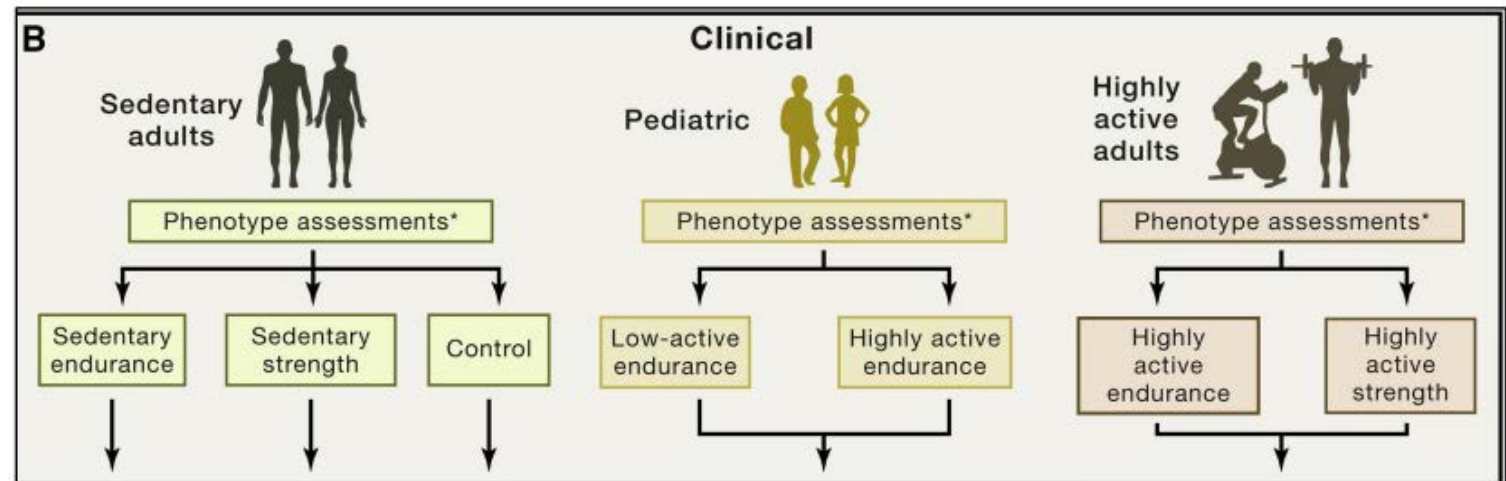 B
Clinical
Sedentary
adults
Pediatric
Highly
active
adults
Phenotype assessments*
Phenotype assessments*
Phenotype assessments*
Sedentary
endurance
Sedentary
strength
Control
Low-active
endurance
Highly active
endurance
Highly
active
endurance
Highly
active
strength